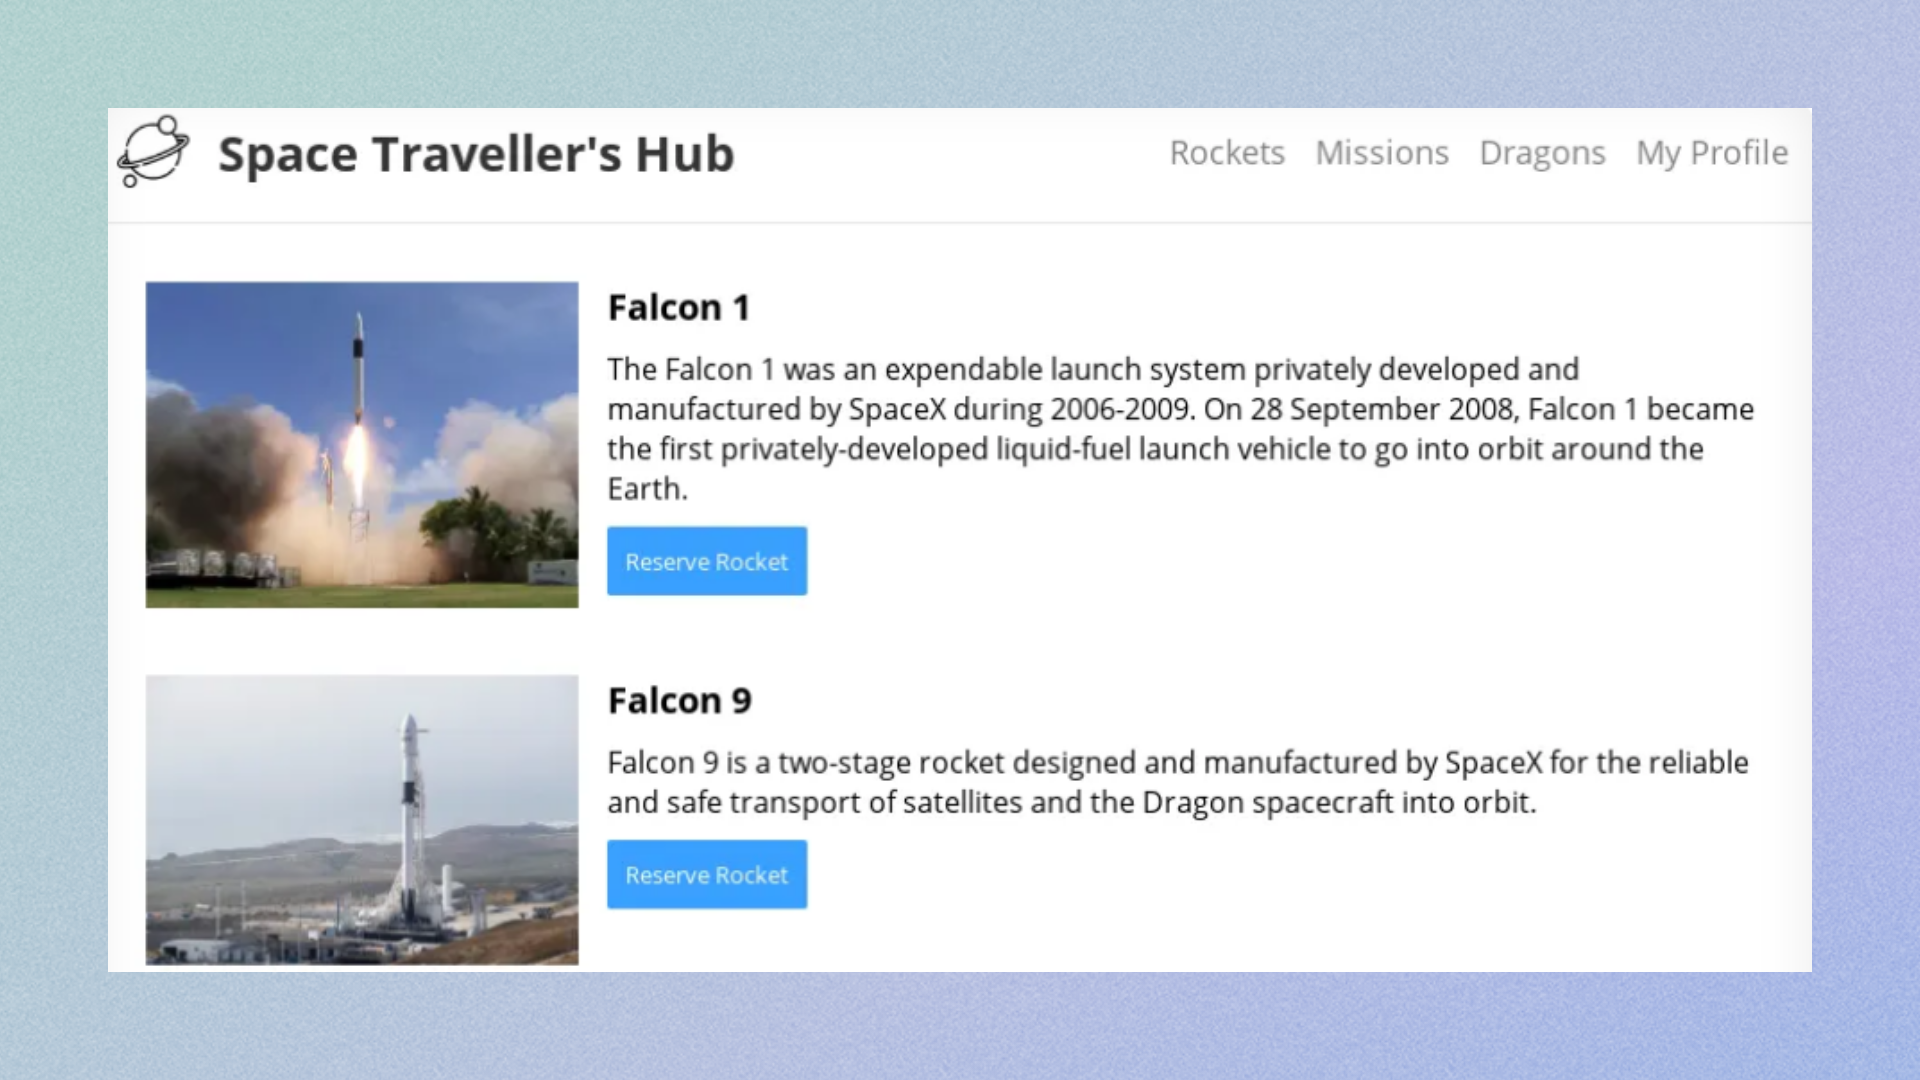 Space Traveller's Hub
Rockets Missions Dragons My Profile
Falcon 1
The Falcon 1 was an expendable launch system privately developed and
manufactured by SpaceX during 2006-2009. On 28 September 2008, Falcon 1 became
the first privately-developed liquid-fuel launch vehicle to go into orbit around the
Earth.
Reserve Rocket
Falcon 9
Falcon 9 is a two-stage rocket designed and manufactured by SpaceX for the reliable
and safe transport of satellites and the Dragon spacecraft into orbit.
Reserve Rocket